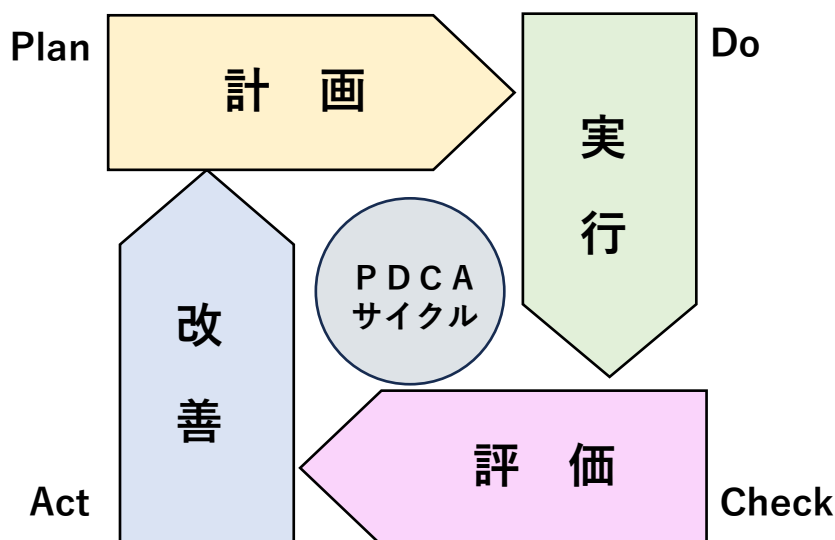 Plan
計　画
Do
実
行
ＰＤＣＡ
サイクル
改
善
評　価
Act
Check